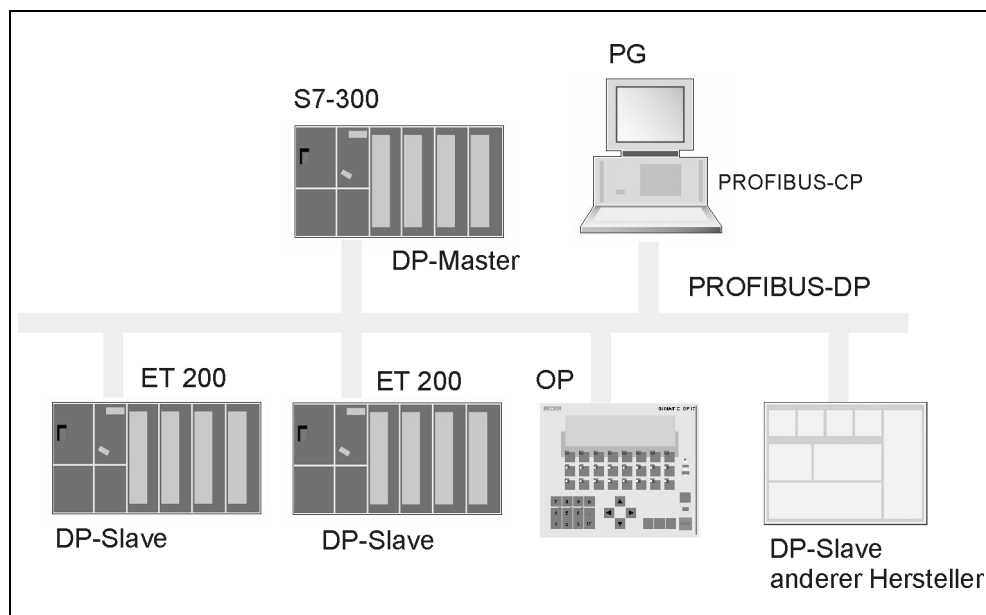 PG
S7-300
PROFIBUS-CP
DP-Master
PROFIBUS-DP
ET 200
ET 200
OP
DP-Slave
DP-Slave
DP-Slave
anderer Hersteller